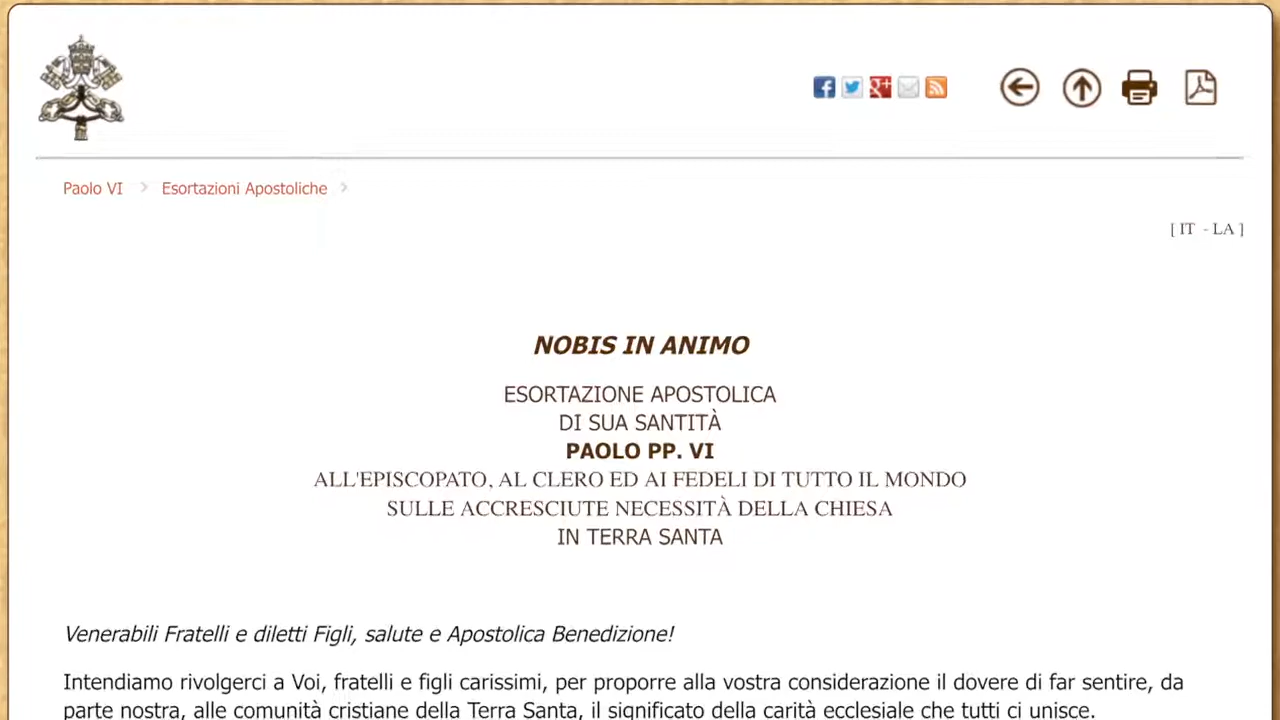 Paolo VI > Esortazioni Apostoliche >
[ IT - LA ]
NOBIS IN ANIMO
ESORTAZIONE APOSTOLICA
DI SUA SANTITÀ
PAOLO PP. VI
ALL'EPISCOPATO, AL CLERO ED AI FEDELI DI TUTTO IL MONDO
SULLE ACCRESCIUTE NECESSITÀ DELLA CHIESA
IN TERRA SANTA
Venerabili Fratelli e diletti Figli, salute e Apostolica Benedizione!
Intendiamo rivolgerci a Voi, fratelli e figli carissimi, per proporre alla vostra considerazione il dovere di far sentire, da
parte nostra, alle comunità cristiane della Terra Santa, il significato della carità ecclesiale che tutti ci unisce.